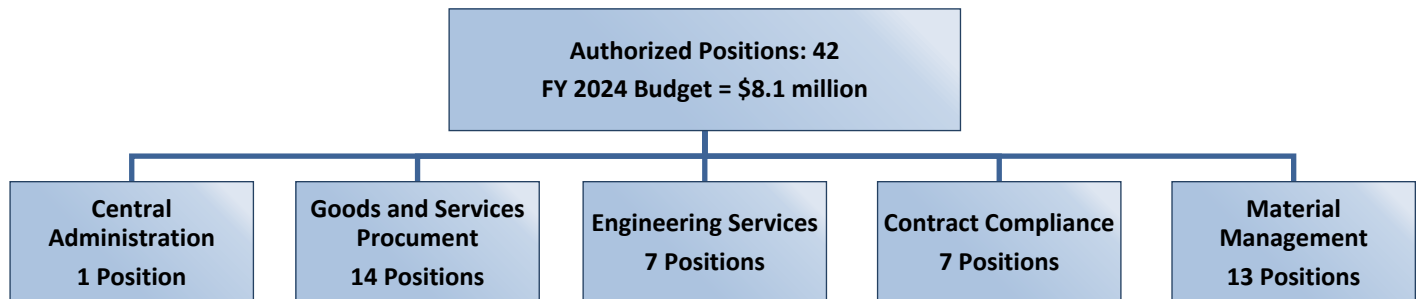 Authorized Positions: 42
FY 2024 Budget = $8.1 million
Central
Administration
1 Position
Goods and Services
Procument
14 Positions
Engineering Services
7 Positions
Contract Compliance
7 Positions
Material
Management
13 Positions